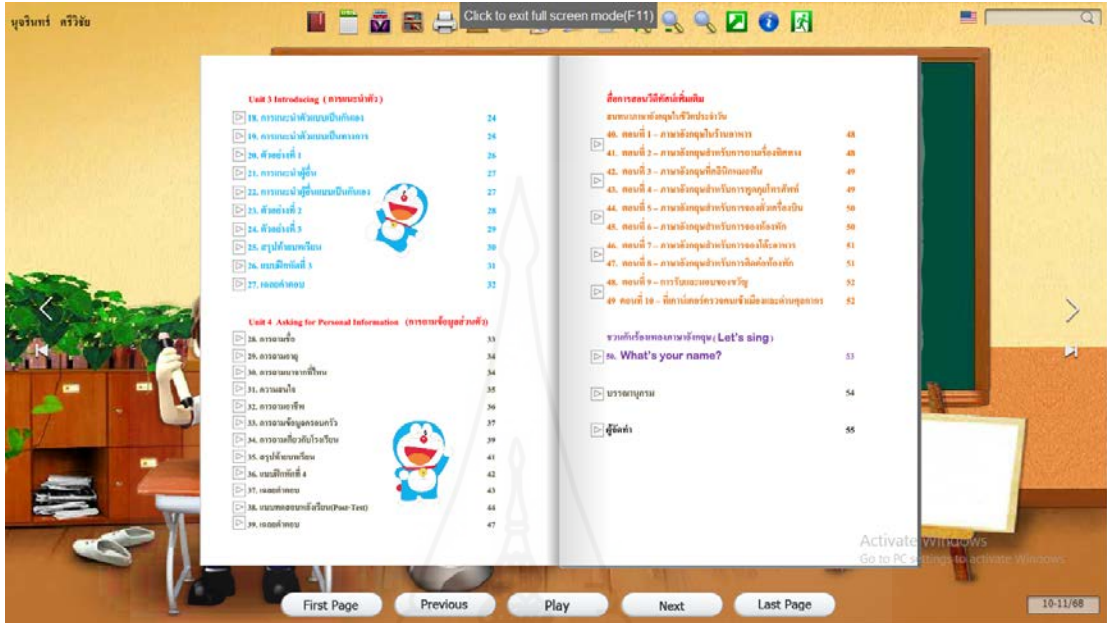 นุจรินทร์ ศรีวิชัย
Click to exit full screen mode(F11)
Unit 3 Introducing ( การแนะนำตัว )
18. การแนะนำตัวแบบเป็นกันเอง 24
19. การแนะนำตัวแบบเป็นทางการ 25
20. ตัวอย่างที่ 1 26
21. การแนะนำผู้อื่น 27
22. การแนะนำผู้อื่นแบบเป็นกันเอง 27
23. ตัวอย่างที่ 2 28
24. ตัวอย่างที่ 3 29
25. สรุปท้ายบทเรียน 30
26. แบบฝึกหัดที่ 3 31
27. เฉลยคำตอบ 32
Unit 4 Asking for Personal Information (การถามข้อมูลส่วนตัว)
28. การถามชื่อ 33
29. การถามอายุ 34
30. การถามมาจากที่ไหน 34
31. ความสนใจ 35
32. การถามอาชีพ 36
33. การถามข้อมูลครอบครัว 37
34. การถามเกี่ยวกับโรงเรียน 39
35. สรุปท้ายบทเรียน 41
36. แบบฝึกหัดที่ 4 42
37. เฉลยคำตอบ 43
38. แบบทดสอบหลังเรียน(Post-Test) 44
39. เฉลยคำตอบ 47
สื่อการสอนวีดีทัศน์เพิ่มเติม
สนทนาภาษาอังกฤษในชีวิตประจำวัน
40. ตอนที่ 1 – ภาษาอังกฤษในร้านอาหาร 48
41. ตอนที่ 2 – ภาษาอังกฤษสำหรับการถามเรื่องทิศทาง 48
42. ตอนที่ 3 – ภาษาอังกฤษที่คลินิกหมอฟัน 49
43. ตอนที่ 4 – ภาษาอังกฤษสำหรับการพูดคุยโทรศัพท์ 49
44. ตอนที่ 5 – ภาษาอังกฤษสำหรับการจองตั๋วเครื่องบิน 50
45. ตอนที่ 6 – ภาษาอังกฤษสำหรับการจองห้องพัก 50
46. ตอนที่ 7 – ภาษาอังกฤษสำหรับการจองโต๊ะอาหาร 51
47. ตอนที่ 8 – ภาษาอังกฤษสำหรับการติดต่อห้องพัก 51
48. ตอนที่ 9 – การรับและมอบของขวัญ 52
49 ตอนที่ 10 – ที่เคาน์เตอร์ตรวจคนเข้าเมืองและด่านศุลกากร 52
ชวนกันร้องเพลงภาษาอังกฤษ ( Let's sing )
50. What's your name? 53
บรรณานุกรม 54
ผู้จัดทำ 55
Activate Windows
Go to PC settings to activate Windows.
First Page
Previous
Play
Next
Last Page
10-11/68